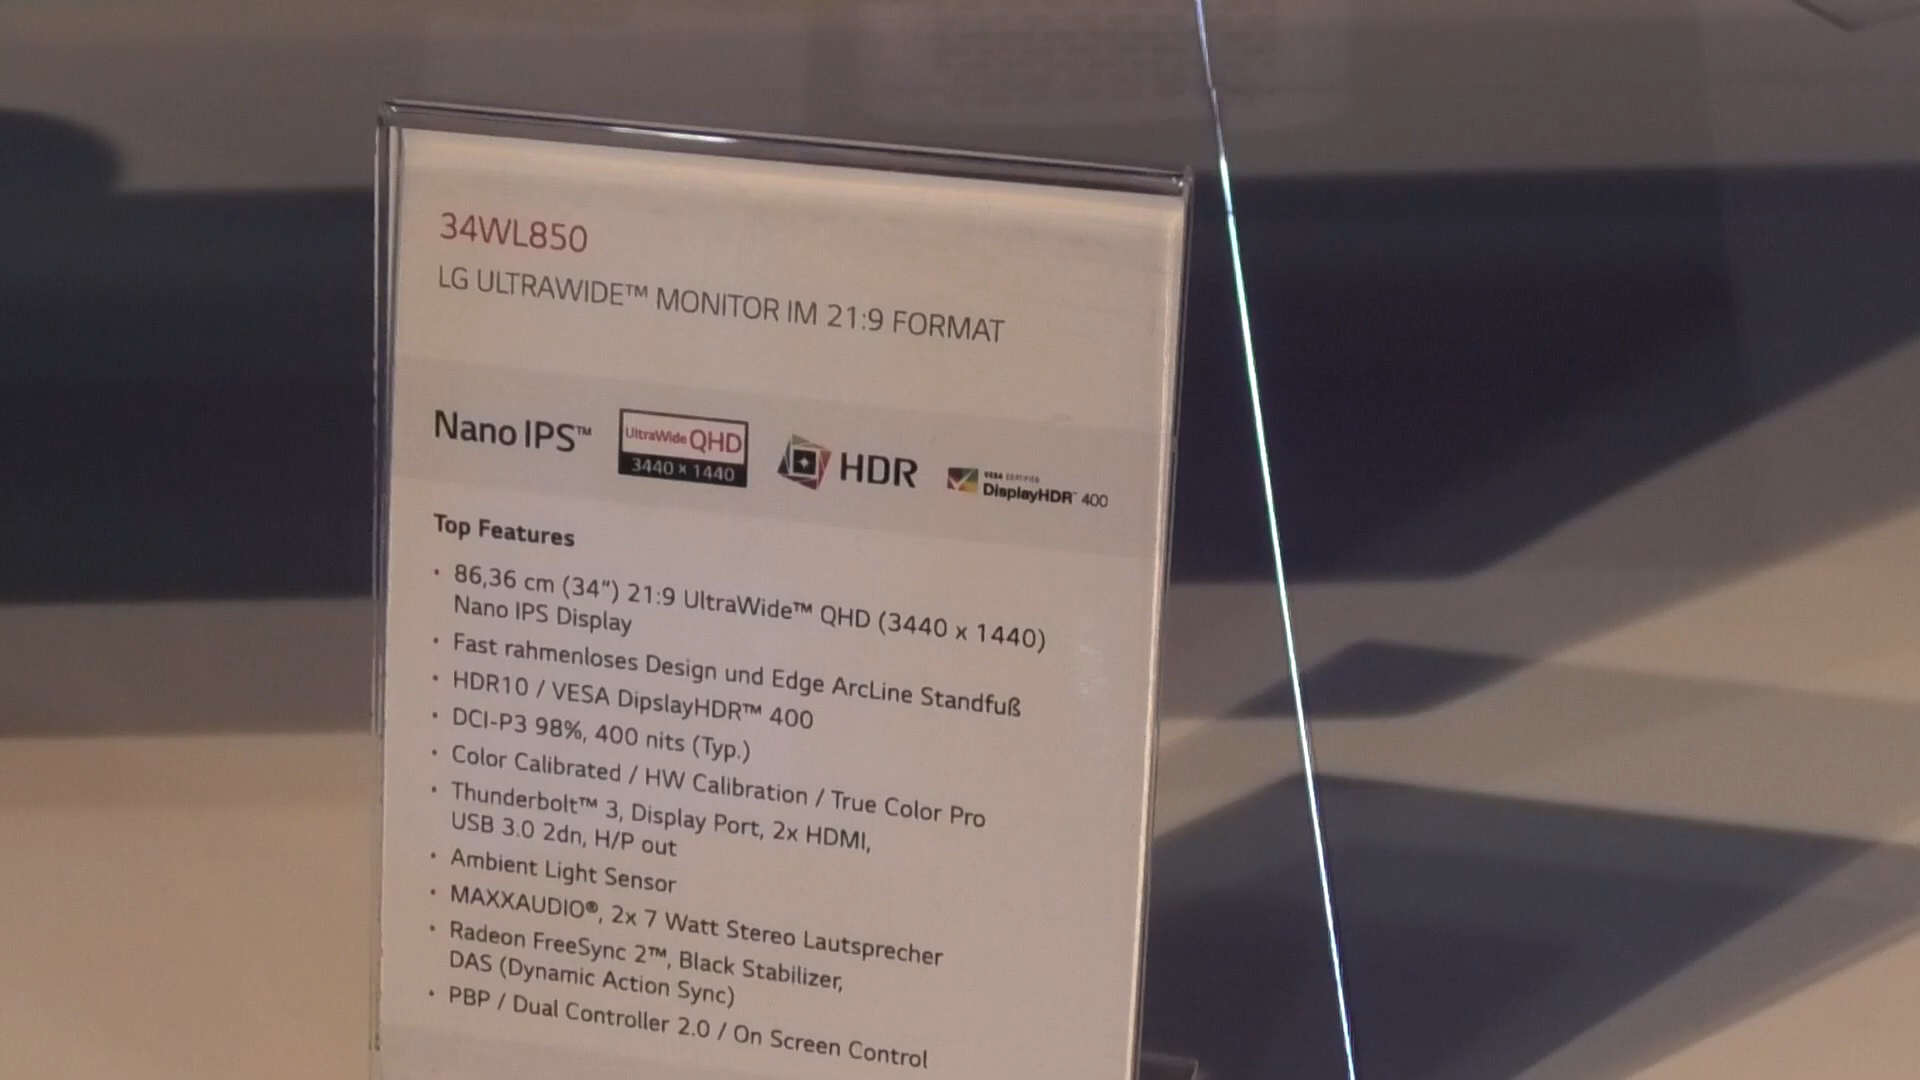 34WL850
LG ULTRAWIDE™ MONITOR IM 21:9 FORMAT
Nano IPS™
UltraWide QHD
3440 x 1440
HDR
VESA CERTIFIED
DisplayHDR™ 400
Top Features
• 86,36 cm (34“) 21:9 UltraWide™ QHD (3440 x 1440)
Nano IPS Display
• Fast rahmenloses Design und Edge ArcLine Standfuß
• HDR10 / VESA DipslayHDR™ 400
• DCI-P3 98%, 400 nits (Typ.)
• Color Calibrated / HW Calibration / True Color Pro
• Thunderbolt™ 3, Display Port, 2x HDMI,
USB 3.0 2dn, H/P out
• Ambient Light Sensor
• MAXXAUDIO®, 2x 7 Watt Stereo Lautsprecher
• Radeon FreeSync 2™, Black Stabilizer,
DAS (Dynamic Action Sync)
• PBP / Dual Controller 2.0 / On Screen Control